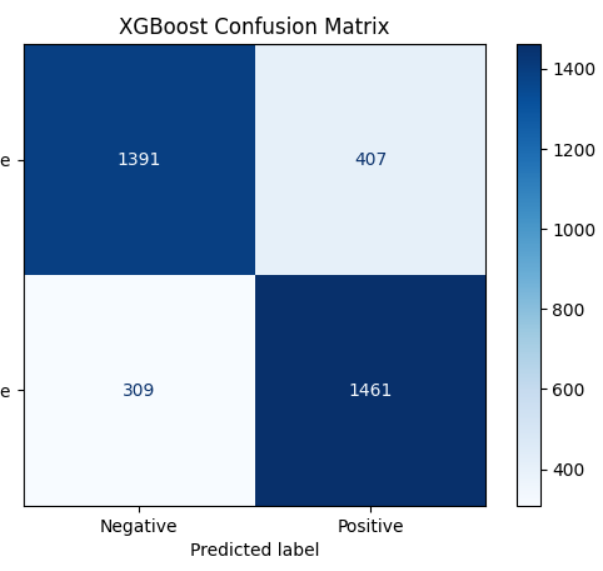 XGBoost Confusion Matrix
e
1391
407
e
309
1461
Negative
Positive
Predicted label
1400
1200
1000
800
600
400